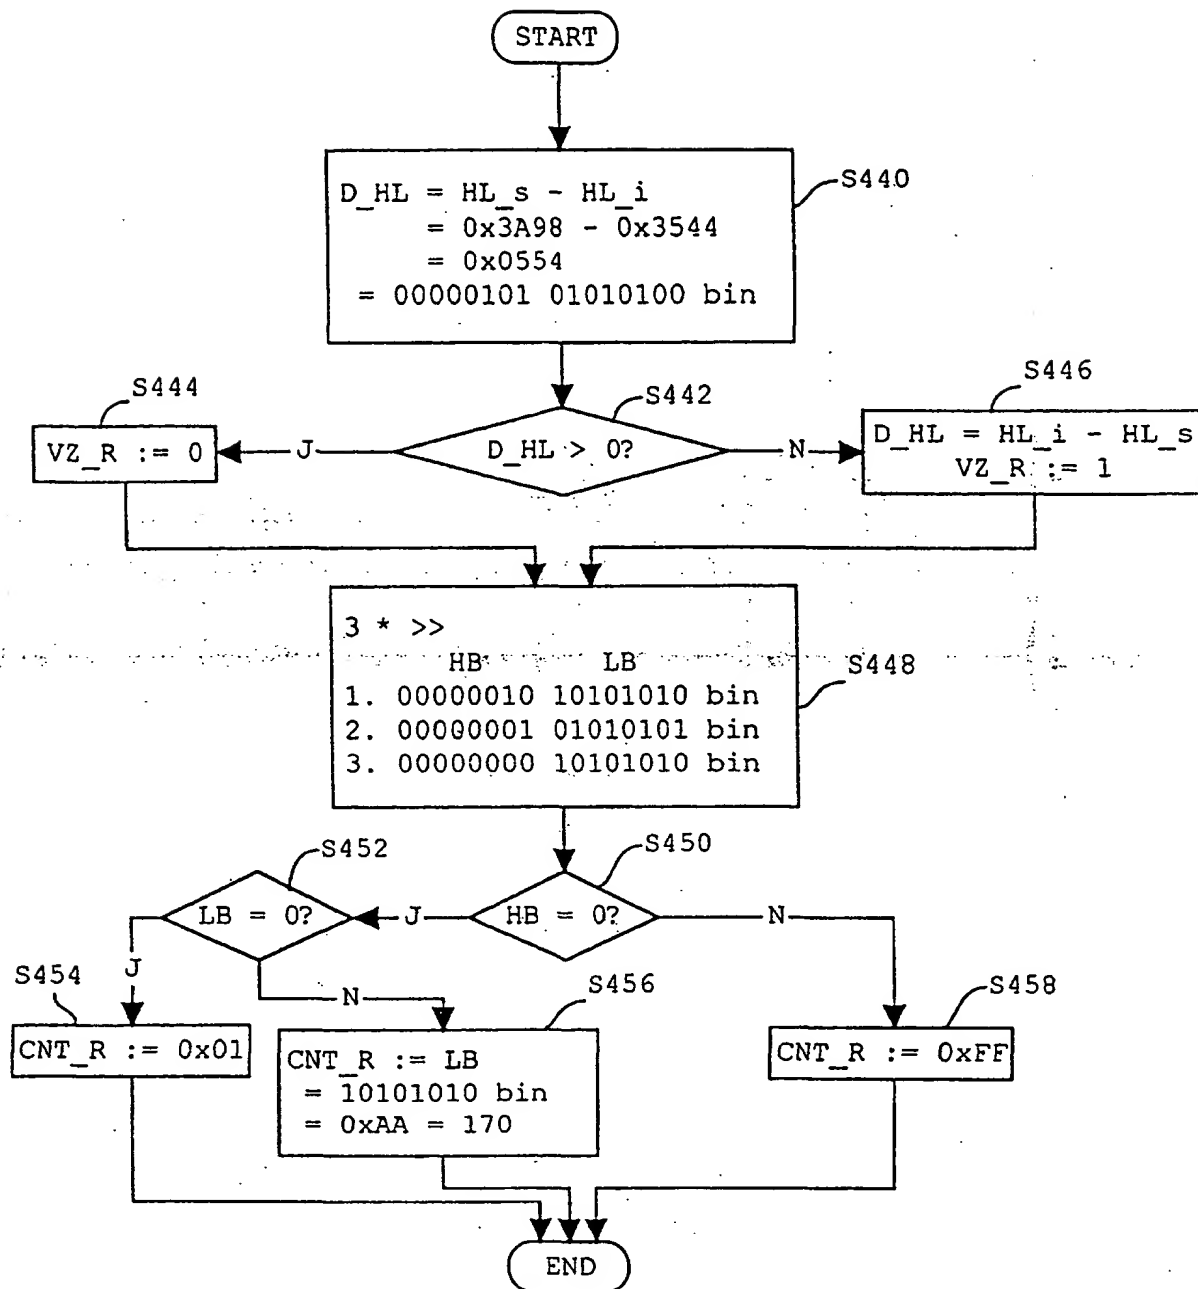 START
S440
D_HL = HL_s - HL_i
= 0x3A98 - 0x3544
= 0x0554
= 00000101 01010100 bin
S444
S442
S446
VZ_R := 0
J
D_HL > 0?
N
D_HL = HL_i - HL_s
VZ_R := 1
3 * >>
HB LB
S448
1. 00000010 10101010 bin
2. 00000001 01010101 bin
3. 00000000 10101010 bin
S452
S450
LB = 0?
J
HB = 0?
N
J
N
S454
S456
S458
CNT_R := 0x01
CNT_R := LB
= 10101010 bin
= 0xAA = 170
CNT_R := 0xFF
END